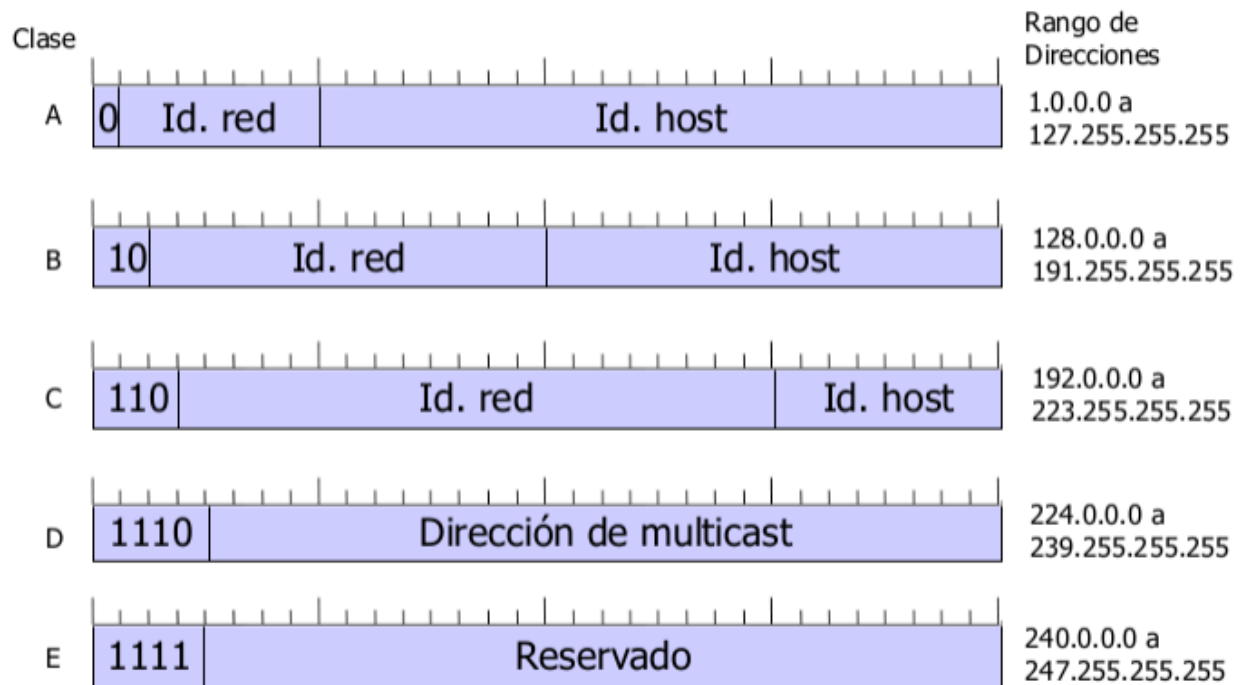 Clase
Rango de
Direcciones
A
0
Id. red
Id. host
1.0.0.0 a
127.255.255.255
B
10
Id. red
Id. host
128.0.0.0 a
191.255.255.255
C
110
Id. red
Id. host
192.0.0.0 a
223.255.255.255
D
1110
Dirección de multicast
224.0.0.0 a
239.255.255.255
E
1111
Reservado
240.0.0.0 a
247.255.255.255